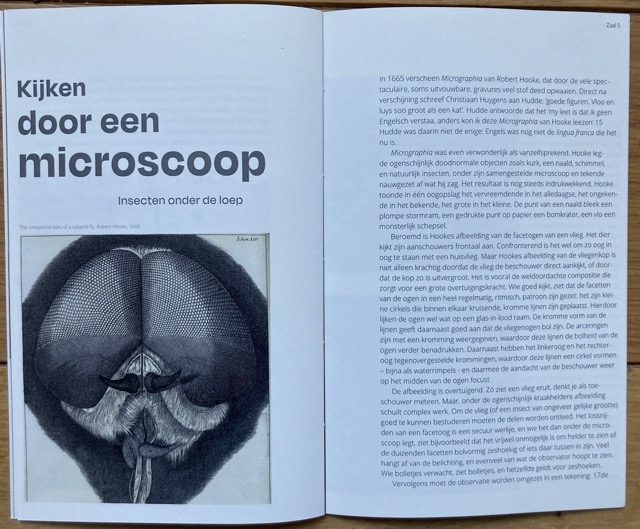 Kijken
door een
microscoop
Insecten onder de loep
The compound eyes of a tabanid fly, Robert Hooke, 1665.
Schem. XXIV
Zaal 5
In 1665 verscheen Micrographia van Robert Hooke, dat door de vele spec-
taculaire, soms uitvouwbare, gravures veel stof deed opwaaien. Direct na
verschijning schreef Christiaan Huygens aan Hudde: 'goede figuren. Vloo en
luys soo groot als een kat'. Hudde antwoorde dat het 'my leet is dat ik geen
Engelsch verstaa, anders kon ik deze Micrographia van Hooke leezen'.15
Hudde was daarin niet de enige: Engels was nog niet de lingua franca die het
nu is.
Micrographia was even verwonderlijk als vanzelfsprekend. Hooke leg-
de ogenschijnlijk doodnormale objecten zoals kurk, een naald, schimmel,
en natuurlijk insecten, onder zijn samengestelde microscoop en tekende
nauwgezet af wat hij zag. Het resultaat is nog steeds indrukwekkend. Hooke
toonde in één oogopslag het vervreemdende in het alledaagse, het ongeken-
de in het bekende, het grote in het kleine. De punt van een naald bleek een
plompe stormram, een gedrukte punt op papier een bomkrater, een vlo een
monsterlijk schepsel.
Beroemd is Hookes afbeelding van de facetogen van een vlieg. Het dier
kijkt zijn aanschouwers frontaal aan. Confronterend is het wel om zo oog in
oog te staan met een huisvlieg. Maar Hookes afbeelding van de vliegenkop is
niet alleen krachtig doordat de vlieg de beschouwer direct aankijkt, of door-
dat de kop zo is uitvergroot. Het is vooral de weldoordachte compositie die
zorgt voor een grote overtuigingskracht. Wie goed kijkt, ziet dat de facetten
van de ogen in een heel regelmatig, ritmisch, patroon zijn gezet: het zijn klei-
ne cirkels die binnen elkaar kruisende, kromme lijnen zijn geplaatst. Hierdoor
lijken de ogen wel wat op een glas-in-lood raam. De kromme vorm van de
lijnen geeft daarnaast goed aan dat de vliegenogen bol zijn. De arceringen
zijn met een kromming weergegeven, waardoor deze lijnen de bolheid van de
ogen verder benadrukken. Daarnaast hebben het linkeroog en het rechter-
oog tegenovergestelde krommingen, waardoor deze lijnen een cirkel vormen
– bijna als waterrimpels - en daarmee de aandacht van de beschouwer weer
op het midden van de ogen focust.
De afbeelding is overtuigend. Zó ziet een vlieg eruit, denkt je als toe-
schouwer meteen. Maar, onder de ogenschijnlijk kraakheldere afbeelding
schuilt complex werk. Om de vlieg (of een insect van ongeveer gelijke grootte)
goed te kunnen bestuderen moeten de delen worden ontleed. Het lossnij-
den van een facetoog is een secuur werkje, en wie het dan onder de micro-
scoop legt, ziet bijvoorbeeld dat het vrijwel onmogelijk is om helder te zien of
de duizenden facetten bolvormig zeshoekig of iets daar tussen in zijn. Veel
hangt af van de belichting, en evenveel van wat de observator hoopt te zien.
Wie bolletjes verwacht, ziet bolletjes, en hetzelfde geldt voor zeshoeken.
Vervolgens moet de observatie worden omgezet in een tekening. 17de